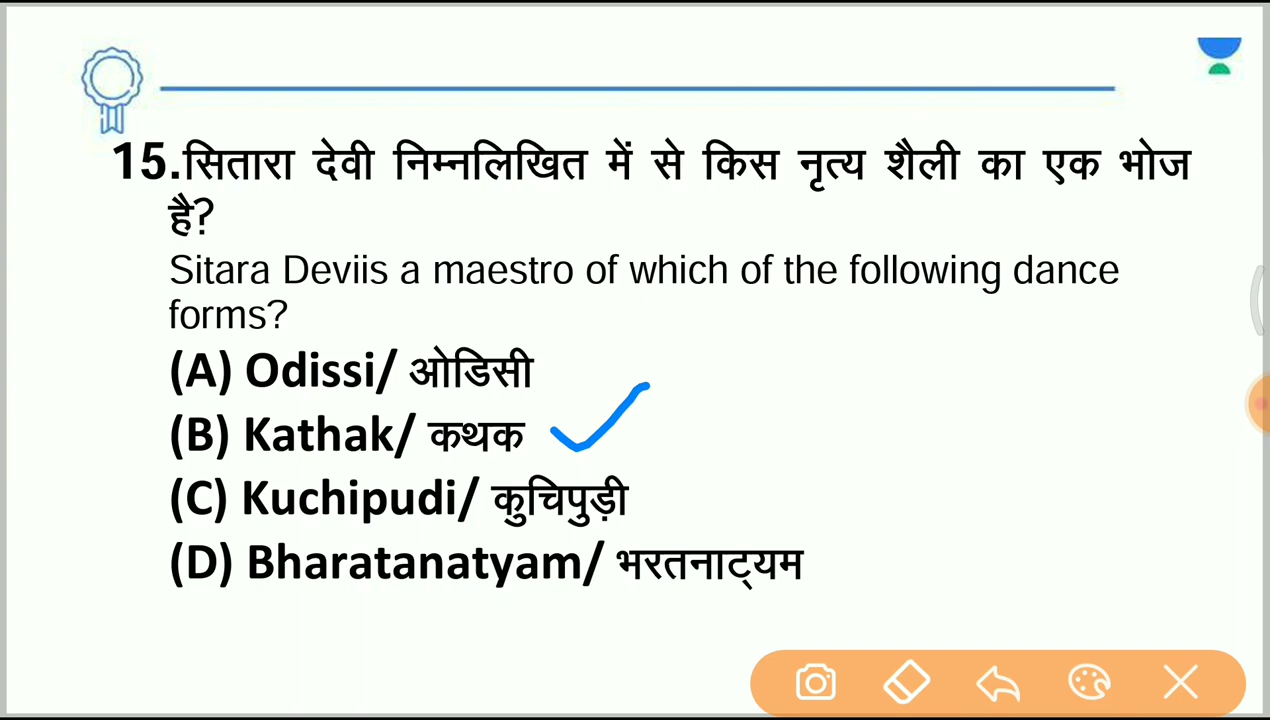 15.सितारा देवी निम्नलिखित में से किस नृत्य शैली का एक भोज
है?
Sitara Deviis a maestro of which of the following dance
forms?
(A) Odissi/ ओडिसी
(B) Kathak/ कथक
(C) Kuchipudi/ कुचिपुड़ी
(D) Bharatanatyam/ भरतनाट्यम